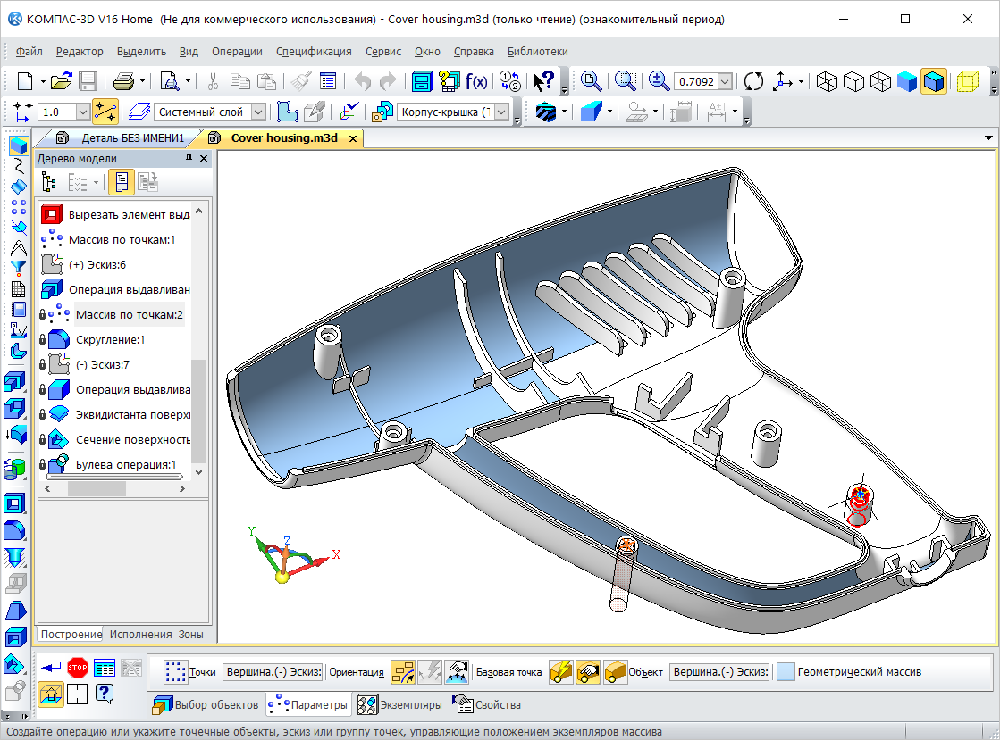 КОМПАС-3D V16 Home (Не для коммерческого использования) - Cover housing.m3d (только чтение) (ознакомительный период)
Файл Редактор Выделить Вид Операции Спецификация Сервис Окно Справка Библиотеки
f(x) 0.7092
1.0 Системный слой Корпус-крышка (Т
Деталь БЕЗ ИМЕНИ1 Cover housing.m3d
Дерево модели
Вырезать элемент выд
Массив по точкам:1
(+) Эскиз:6
Операция выдавливан
Массив по точкам:2
Скругление:1
(-) Эскиз:7
Операция выдавлива
Эквидистанта поверх
Сечение поверхность
Булева операция:1
Y
Z
X
Построение Исполнения Зоны
STOP
Точки Вершина.(-) Эскиз: Ориентация Базовая точка Объект Вершина.(-) Эскиз: Геометрический массив
Выбор объектов Параметры Экземпляры Свойства
Создайте операцию или укажите точечные объекты, эскиз или группу точек, управляющие положением экземпляров массива